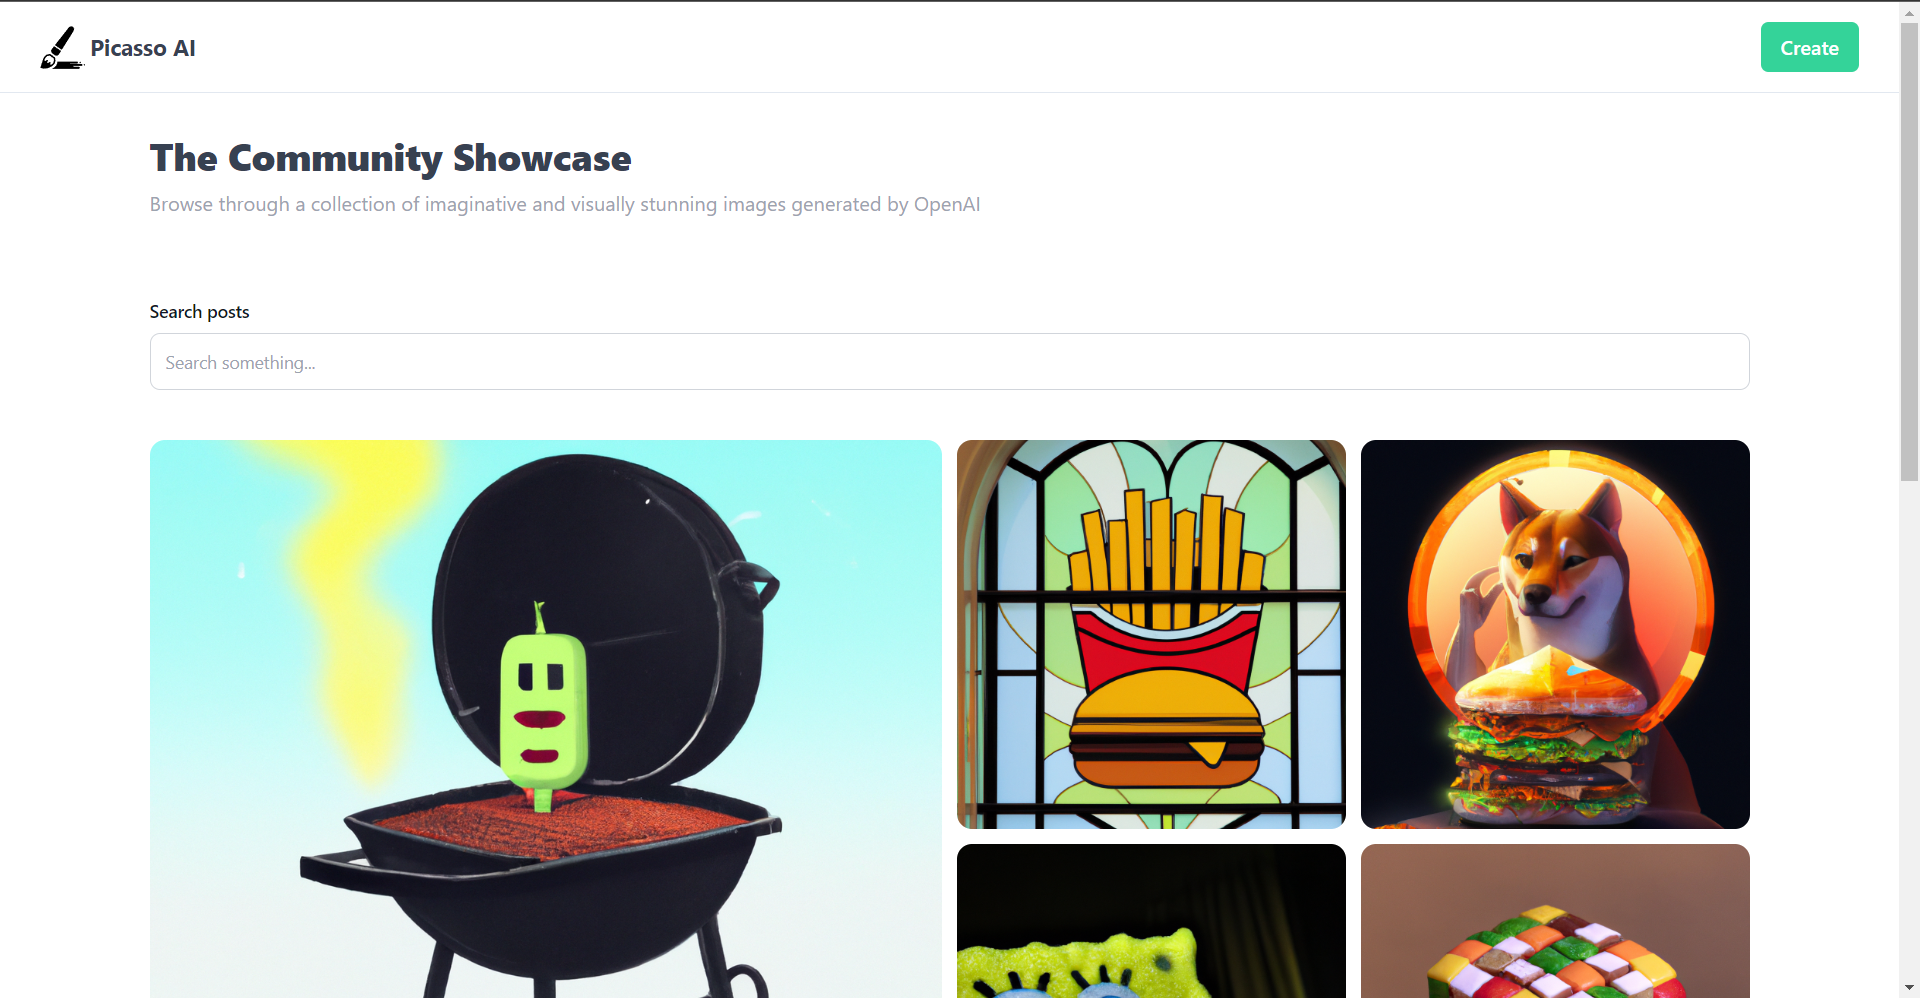 Picasso AI
Create
The Community Showcase
Browse through a collection of imaginative and visually stunning images generated by OpenAI
Search posts
Search something...